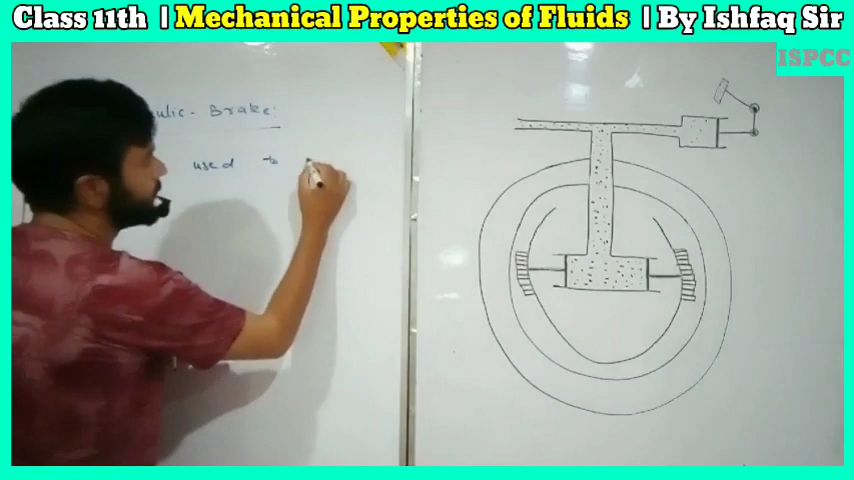 Class 11th | Mechanical Properties of Fluids | By Ishfaq Sir
ISPCC
ulic - Brake:
used to